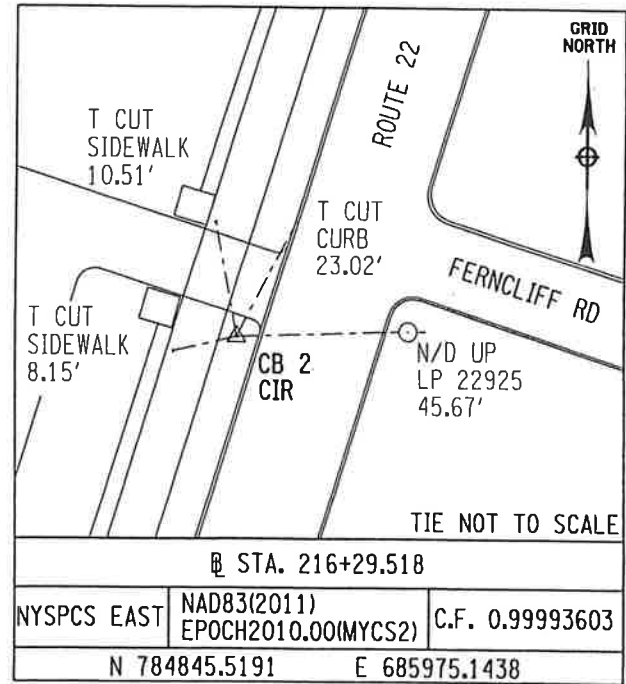 GRID
NORTH
ROUTE 22
T CUT
SIDEWALK
10.51'
T CUT
CURB
23.02'
FERNCLIFF RD
T CUT
SIDEWALK
8.15'
CB 2
CIR
N/D UP
LP 22925
45.67'
TIE NOT TO SCALE
BL STA. 216+29.518
NYSPCS EAST
NAD83(2011)
EPOCH2010.00(MYCS2)
C.F. 0.99993603
N 784845.5191 E 685975.1438